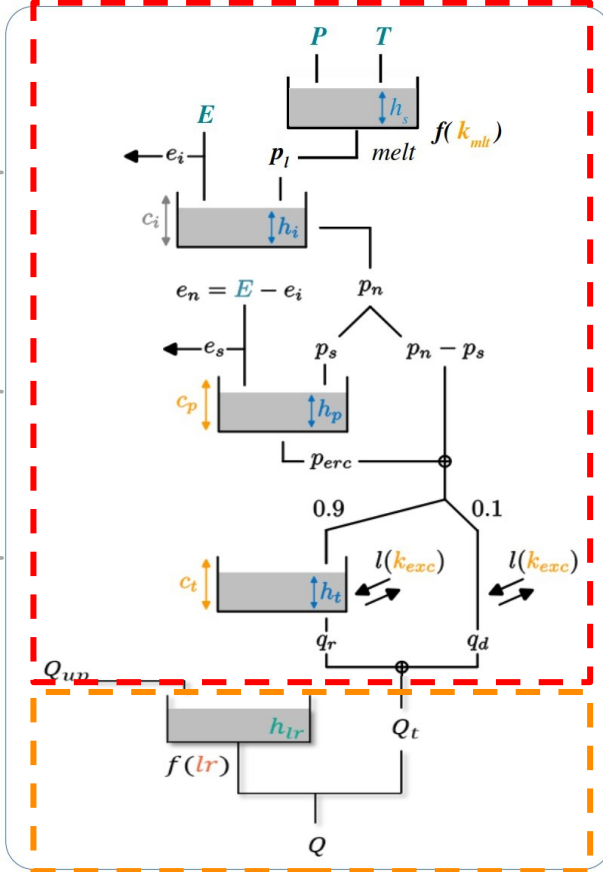 P T
h_s
E
f( k_mlt )
e_i p_l melt
c_i h_i
e_n = E − e_i p_n
e_s p_s p_n − p_s
c_p h_p
p_erc
0.9 0.1
l(k_exc) l(k_exc)
c_t h_t
q_r q_d
Q_up
h_lr Q_t
f(lr)
Q